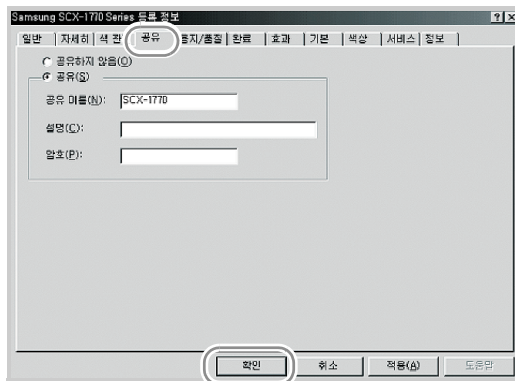 Samsung SCX-1770 Series 등록 정보
일반 자세히 색 관 공유 용지/품질 완료 효과 기본 색상 서비스 정보
공유하지 않음(O)
공유(S)
공유 이름(N): SCX-1770
설명(C):
암호(P):
확인 취소 적용(A) 도움말